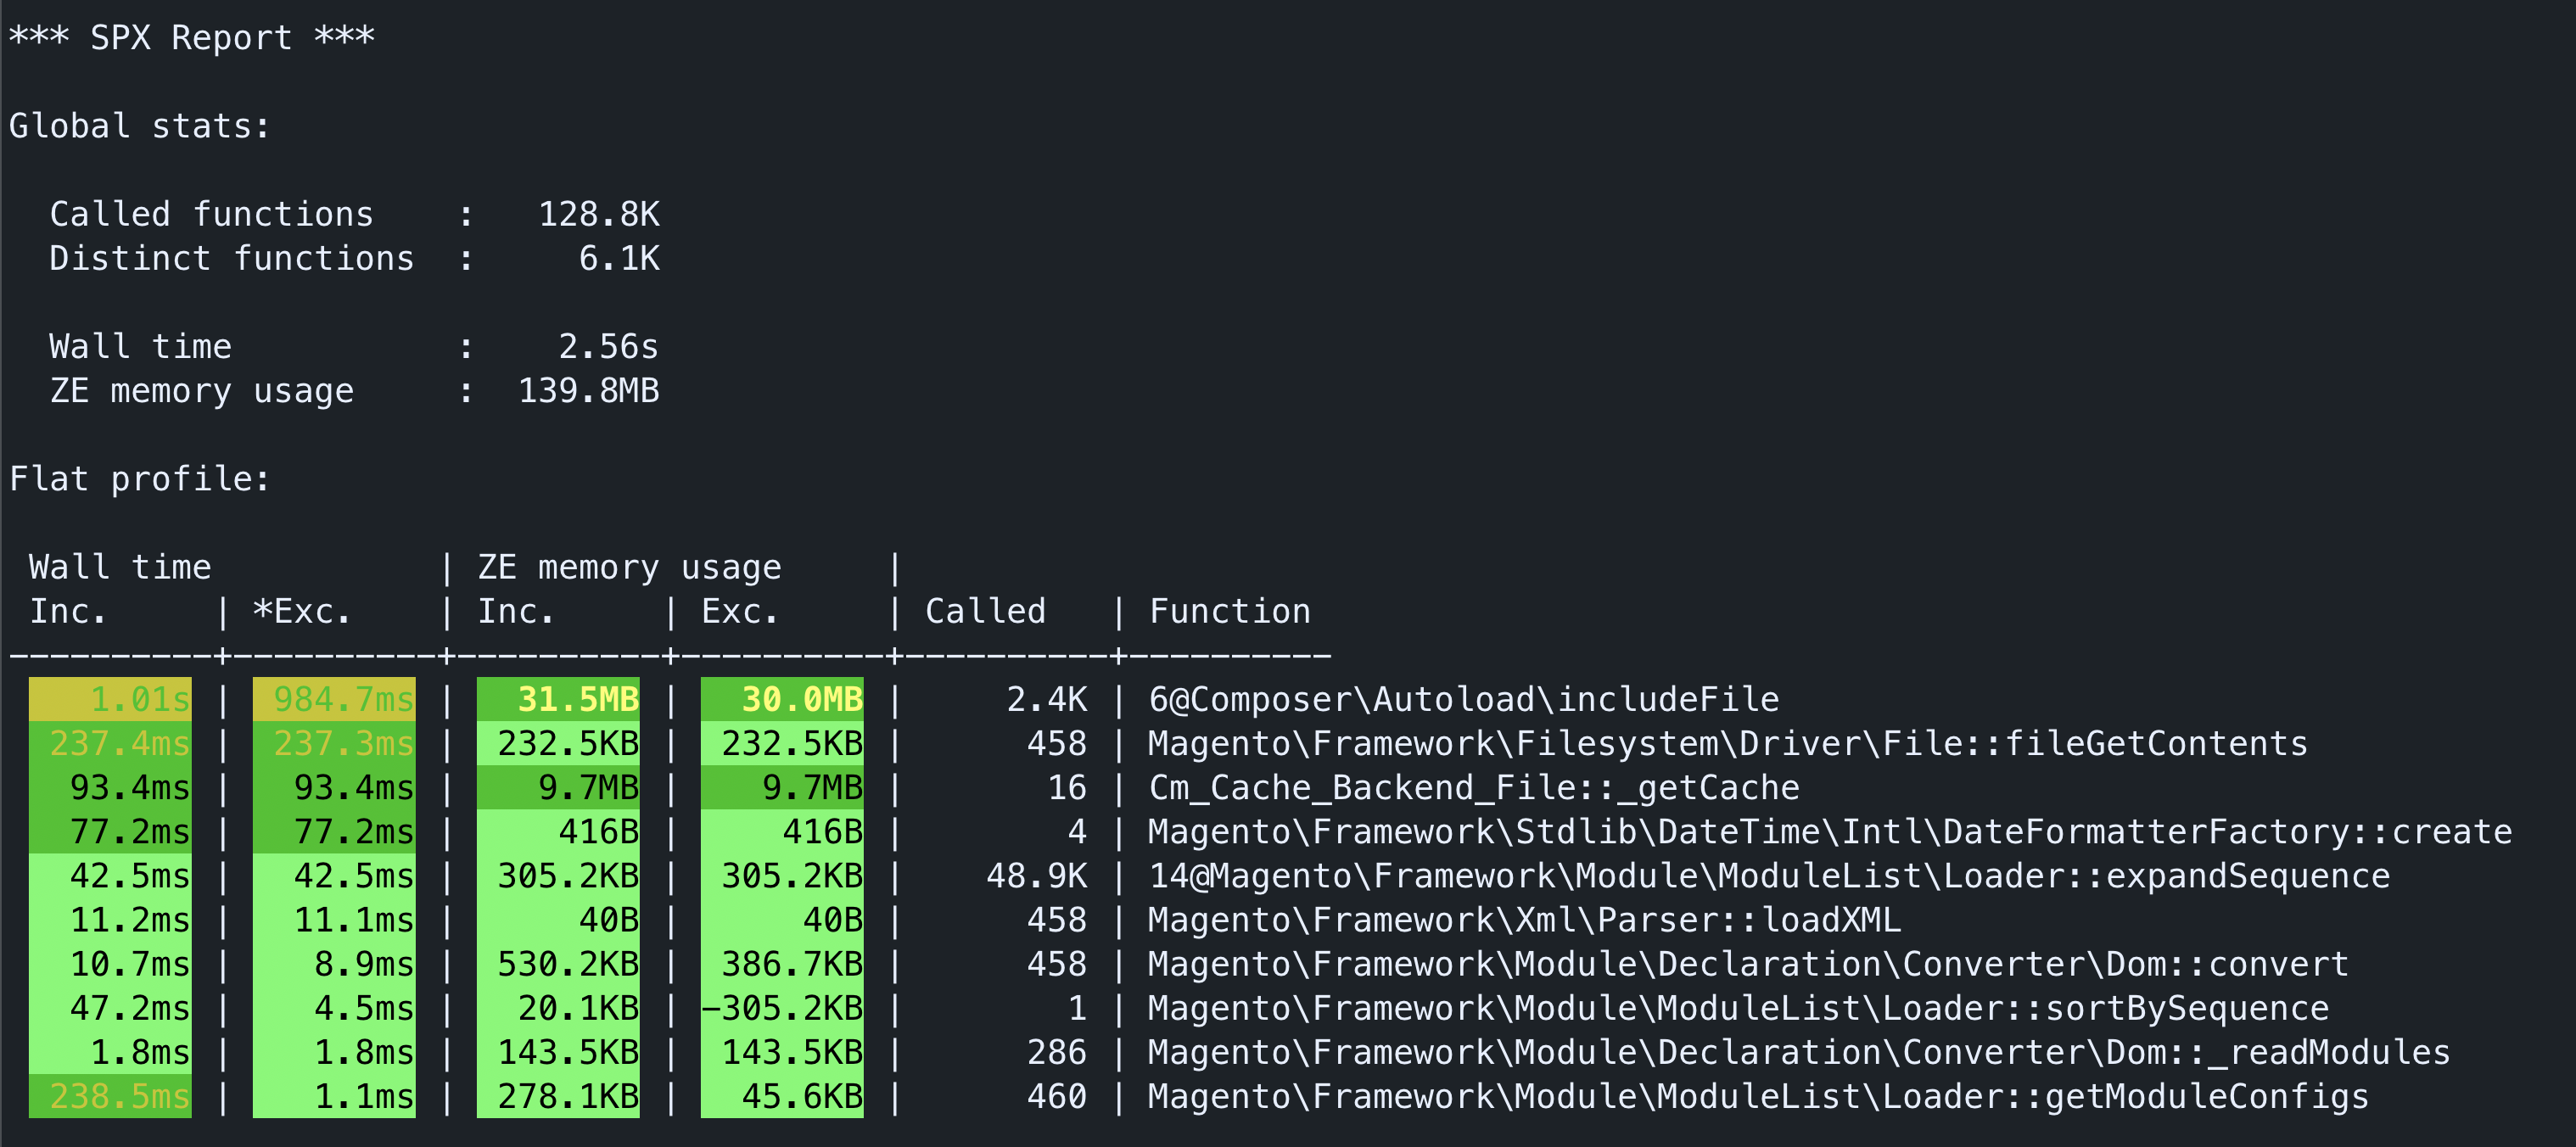 *** SPX Report ***
Global stats:
  Called functions    :   128.8K
  Distinct functions  :     6.1K
  Wall time           :    2.56s
  ZE memory usage     :  139.8MB
Flat profile:
 Wall time           | ZE memory usage     |
 Inc.     | *Exc.    | Inc.     | Exc.     | Called   | Function
----------+----------+----------+----------+----------+----------
    1.01s |  984.7ms |   31.5MB |   30.0MB |     2.4K | 6@Composer\Autoload\includeFile
  237.4ms |  237.3ms |  232.5KB |  232.5KB |      458 | Magento\Framework\Filesystem\Driver\File::fileGetContents
   93.4ms |   93.4ms |    9.7MB |    9.7MB |       16 | Cm_Cache_Backend_File::_getCache
   77.2ms |   77.2ms |     416B |     416B |        4 | Magento\Framework\Stdlib\DateTime\Intl\DateFormatterFactory::create
   42.5ms |   42.5ms |  305.2KB |  305.2KB |    48.9K | 14@Magento\Framework\Module\ModuleList\Loader::expandSequence
   11.2ms |   11.1ms |      40B |      40B |      458 | Magento\Framework\Xml\Parser::loadXML
   10.7ms |    8.9ms |  530.2KB |  386.7KB |      458 | Magento\Framework\Module\Declaration\Converter\Dom::convert
   47.2ms |    4.5ms |   20.1KB | -305.2KB |        1 | Magento\Framework\Module\ModuleList\Loader::sortBySequence
    1.8ms |    1.8ms |  143.5KB |  143.5KB |      286 | Magento\Framework\Module\Declaration\Converter\Dom::_readModules
  238.5ms |    1.1ms |  278.1KB |   45.6KB |      460 | Magento\Framework\Module\ModuleList\Loader::getModuleConfigs